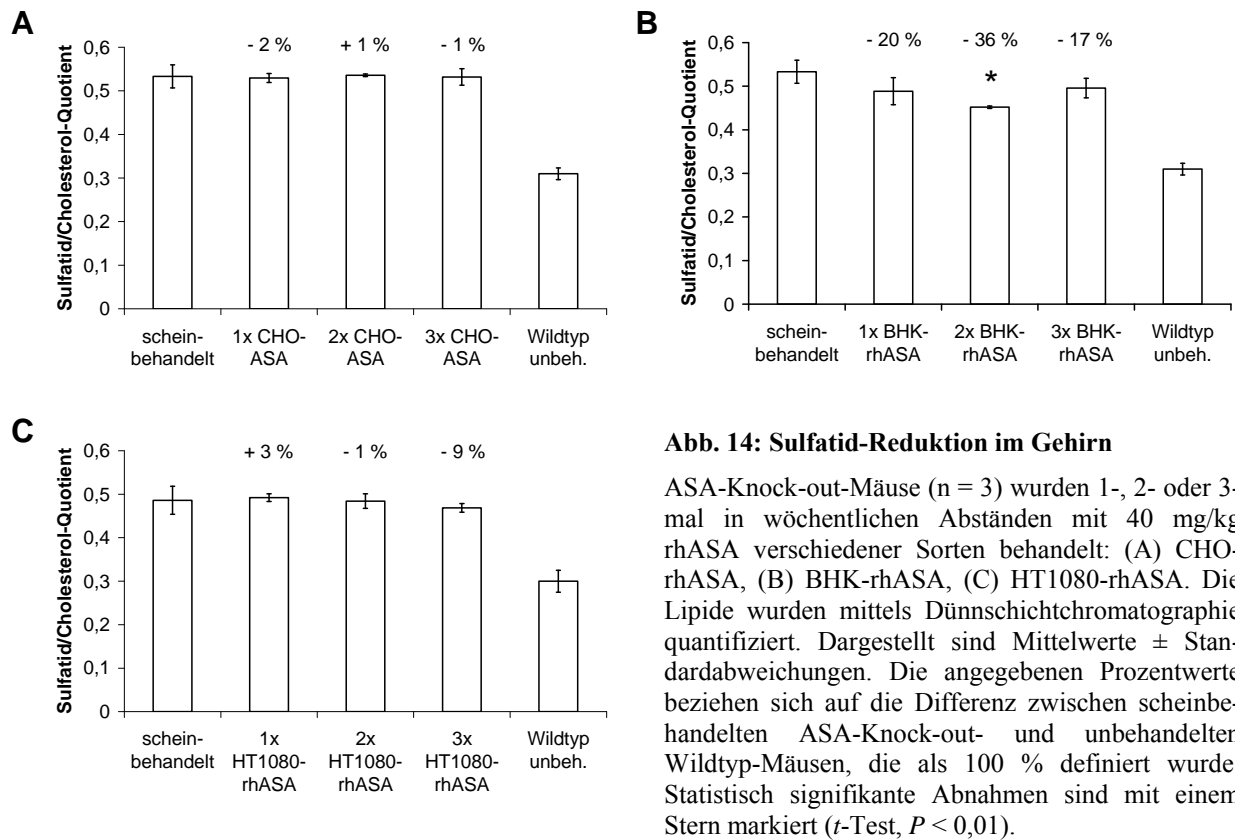 A
Sulfatid/Cholesterol-Quotient
0,6
0,5
0,4
0,3
0,2
0,1
0
- 2 % + 1 % - 1 %
schein-
behandelt
1x CHO-
ASA
2x CHO-
ASA
3x CHO-
ASA
Wildtyp
unbeh.
B
Sulfatid/Cholesterol-Quotient
0,6
0,5
0,4
0,3
0,2
0,1
0
- 20 % - 36 % - 17 %
*
schein-
behandelt
1x BHK-
rhASA
2x BHK-
rhASA
3x BHK-
rhASA
Wildtyp
unbeh.
C
Sulfatid/Cholesterol-Quotient
0,6
0,5
0,4
0,3
0,2
0,1
0
+ 3 % - 1 % - 9 %
schein-
behandelt
1x
HT1080-
rhASA
2x
HT1080-
rhASA
3x
HT1080-
rhASA
Wildtyp
unbeh.
Abb. 14: Sulfatid-Reduktion im Gehirn
ASA-Knock-out-Mäuse (n = 3) wurden 1-, 2- oder 3-
mal in wöchentlichen Abständen mit 40 mg/kg
rhASA verschiedener Sorten behandelt: (A) CHO-
rhASA, (B) BHK-rhASA, (C) HT1080-rhASA. Die
Lipide wurden mittels Dünnschichtchromatographie
quantifiziert. Dargestellt sind Mittelwerte ± Stan-
dardabweichungen. Die angegebenen Prozentwerte
beziehen sich auf die Differenz zwischen scheinbe-
handelten ASA-Knock-out- und unbehandelten
Wildtyp-Mäusen, die als 100 % definiert wurde.
Statistisch signifikante Abnahmen sind mit einem
Stern markiert (t-Test, P < 0,01).